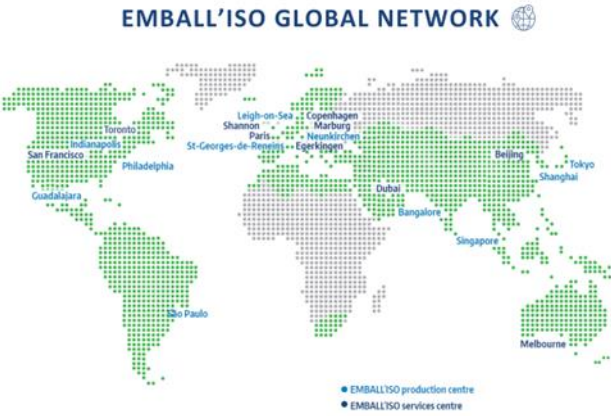 EMBALL'ISO GLOBAL NETWORK
Leigh-on-Sea
Copenhagen
Shannon
Marburg
Toronto
Paris
Neunkirchen
Indianapolis
St-Georges-de-Reneins
Egerkingen
San Francisco
Beijing
Philadelphia
Tokyo
Shanghai
Dubai
Guadalajara
Bangalore
Singapore
São Paulo
Melbourne
EMBALL'ISO production centre
EMBALL'ISO services centre